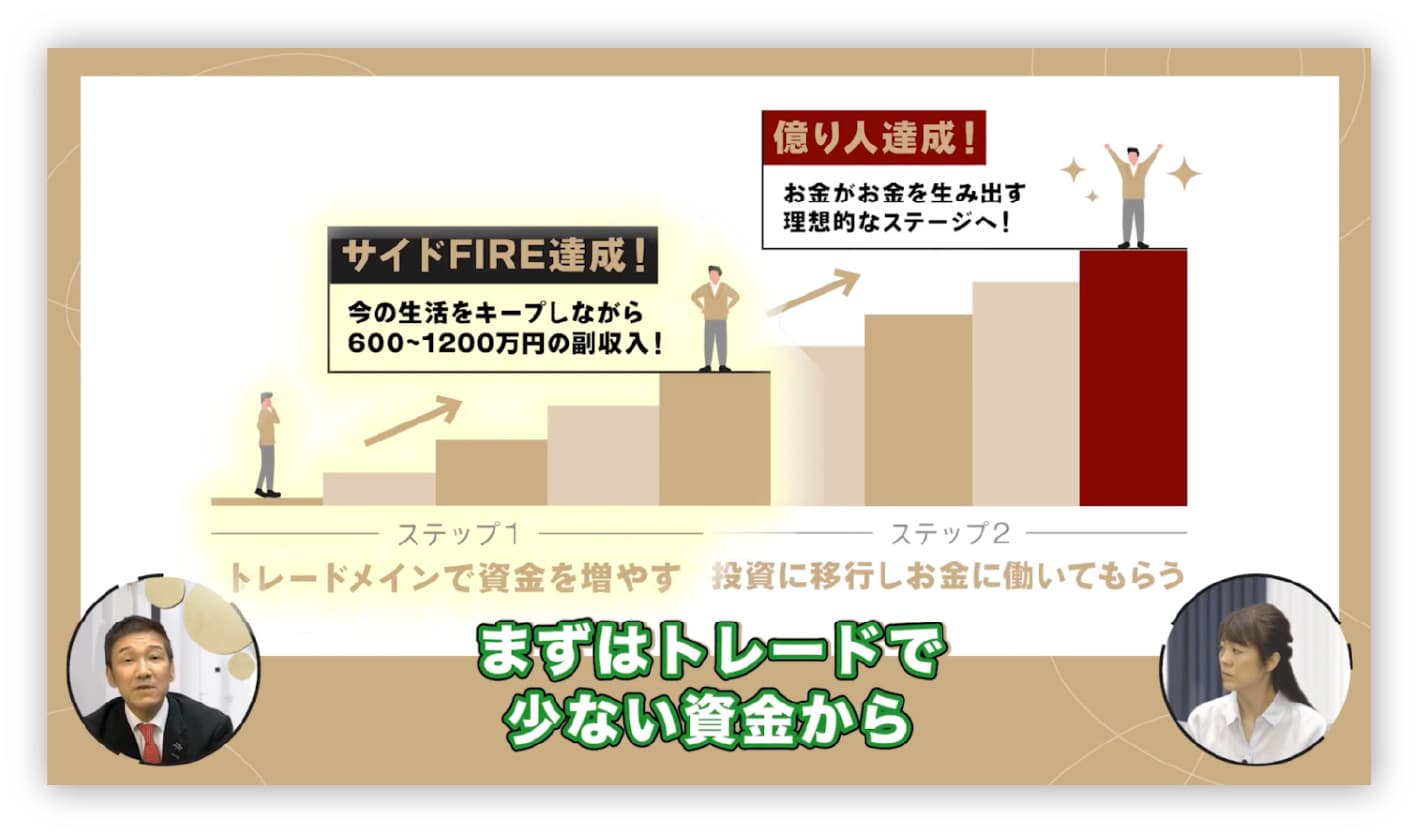 億り人達成！
お金がお金を生み出す
理想的なステージへ！
サイドFIRE達成！
今の生活をキープしながら
600~1200万円の副収入！
ステップ1
ステップ2
トレードメインで資金を増やす
投資に移行しお金に働いてもらう
まずはトレードで
少ない資金から